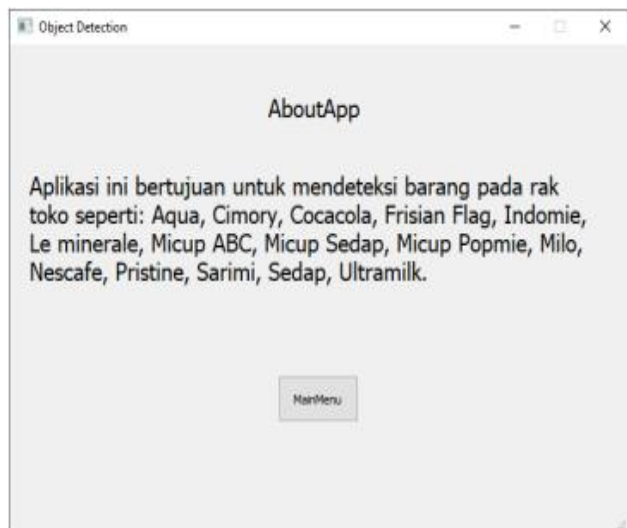 Object Detection
AboutApp
Aplikasi ini bertujuan untuk mendeteksi barang pada rak
toko seperti: Aqua, Cimory, Cocacola, Frisian Flag, Indomie,
Le minerale, Micup ABC, Micup Sedap, Micup Popmie, Milo,
Nescafe, Pristine, Sarimi, Sedap, Ultramilk.
MainMenu